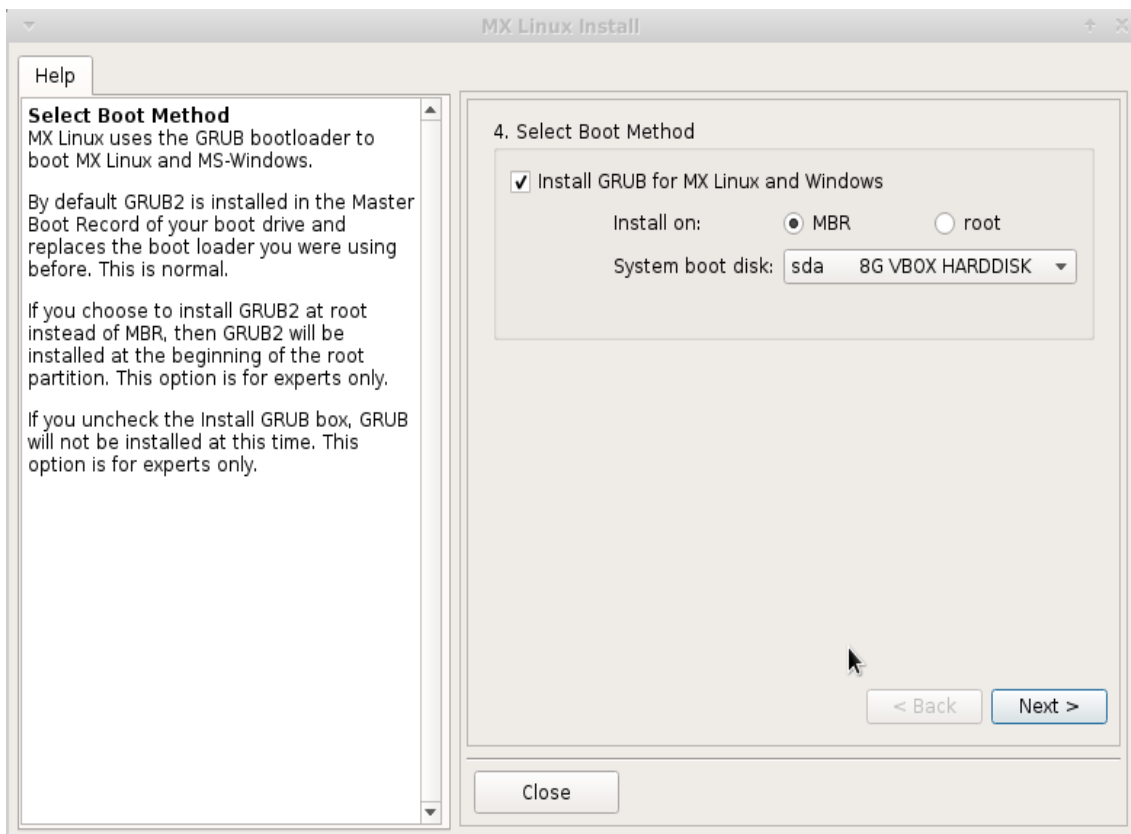 MX Linux Install
Help
Select Boot Method
MX Linux uses the GRUB bootloader to
boot MX Linux and MS-Windows.
By default GRUB2 is installed in the Master
Boot Record of your boot drive and
replaces the boot loader you were using
before. This is normal.
If you choose to install GRUB2 at root
instead of MBR, then GRUB2 will be
installed at the beginning of the root
partition. This option is for experts only.
If you uncheck the Install GRUB box, GRUB
will not be installed at this time. This
option is for experts only.
4. Select Boot Method
Install GRUB for MX Linux and Windows
Install on: MBR root
System boot disk: sda 8G VBOX HARDDISK
< Back Next >
Close